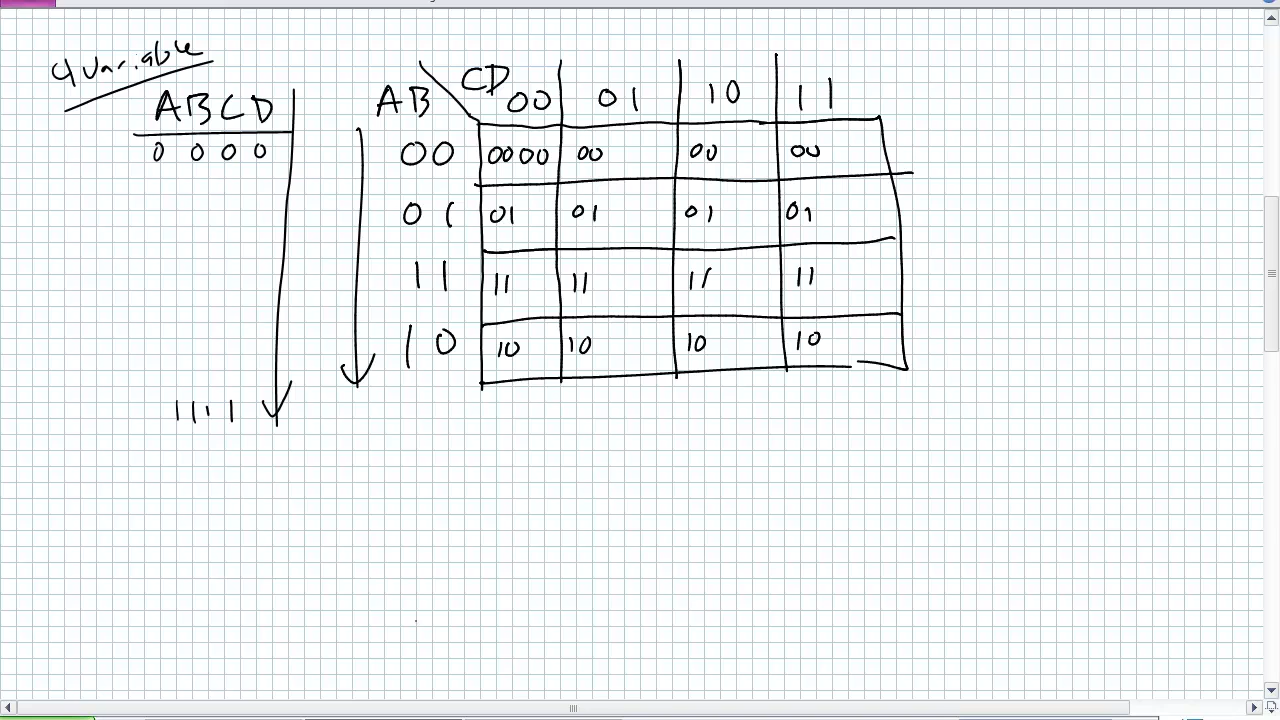 4 variable
ABCD
0 0 0 0
1111
AB CD 00 01 10 11
00 0000 00 00 00
01 01 01 01 01
11 11 11 11 11
10 10 10 10 10